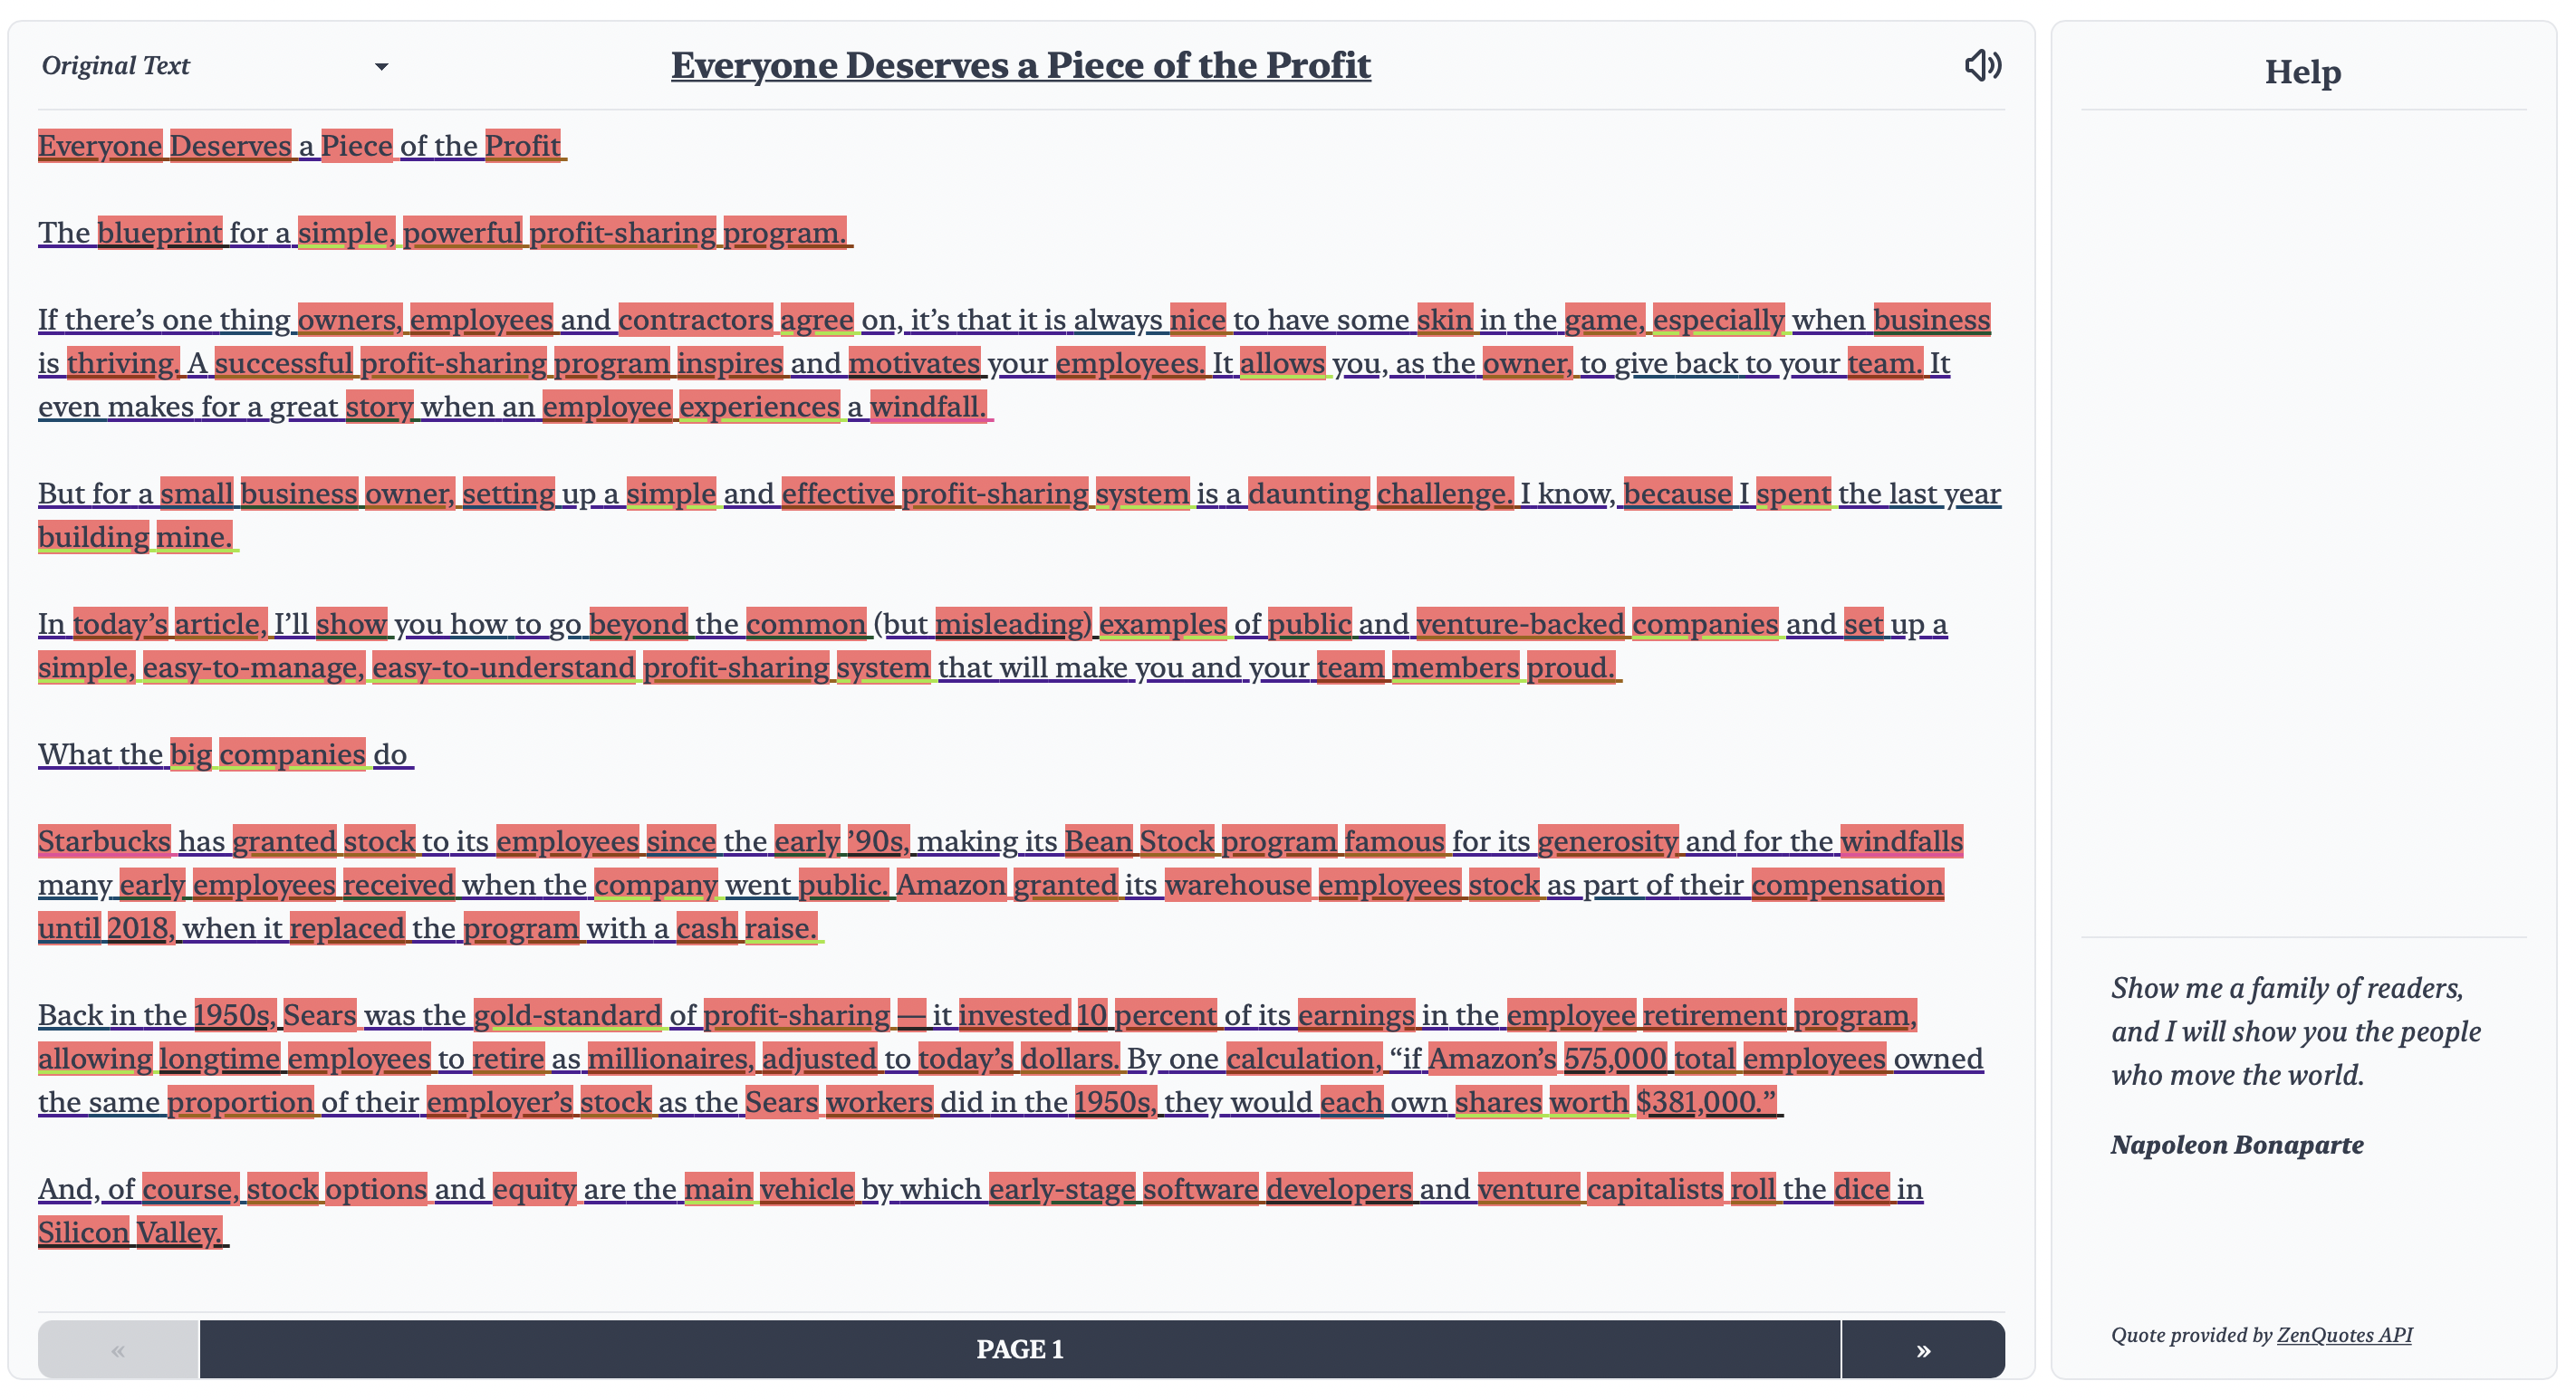 Original Text
Everyone Deserves a Piece of the Profit
Help
Everyone Deserves a Piece of the Profit
The blueprint for a simple, powerful profit-sharing program.
If there’s one thing owners, employees and contractors agree on, it’s that it is always nice to have some skin in the game, especially when business
is thriving. A successful profit-sharing program inspires and motivates your employees. It allows you, as the owner, to give back to your team. It
even makes for a great story when an employee experiences a windfall.
But for a small business owner, setting up a simple and effective profit-sharing system is a daunting challenge. I know, because I spent the last year
building mine.
In today’s article, I’ll show you how to go beyond the common (but misleading) examples of public and venture-backed companies and set up a
simple, easy-to-manage, easy-to-understand profit-sharing system that will make you and your team members proud.
What the big companies do
Starbucks has granted stock to its employees since the early ’90s, making its Bean Stock program famous for its generosity and for the windfalls
many early employees received when the company went public. Amazon granted its warehouse employees stock as part of their compensation
until 2018, when it replaced the program with a cash raise.
Back in the 1950s, Sears was the gold-standard of profit-sharing — it invested 10 percent of its earnings in the employee retirement program,
allowing longtime employees to retire as millionaires, adjusted to today’s dollars. By one calculation, “if Amazon’s 575,000 total employees owned
the same proportion of their employer’s stock as the Sears workers did in the 1950s, they would each own shares worth $381,000.”
And, of course, stock options and equity are the main vehicle by which early-stage software developers and venture capitalists roll the dice in
Silicon Valley.
« PAGE 1 »
Show me a family of readers,
and I will show you the people
who move the world.
Napoleon Bonaparte
Quote provided by ZenQuotes API